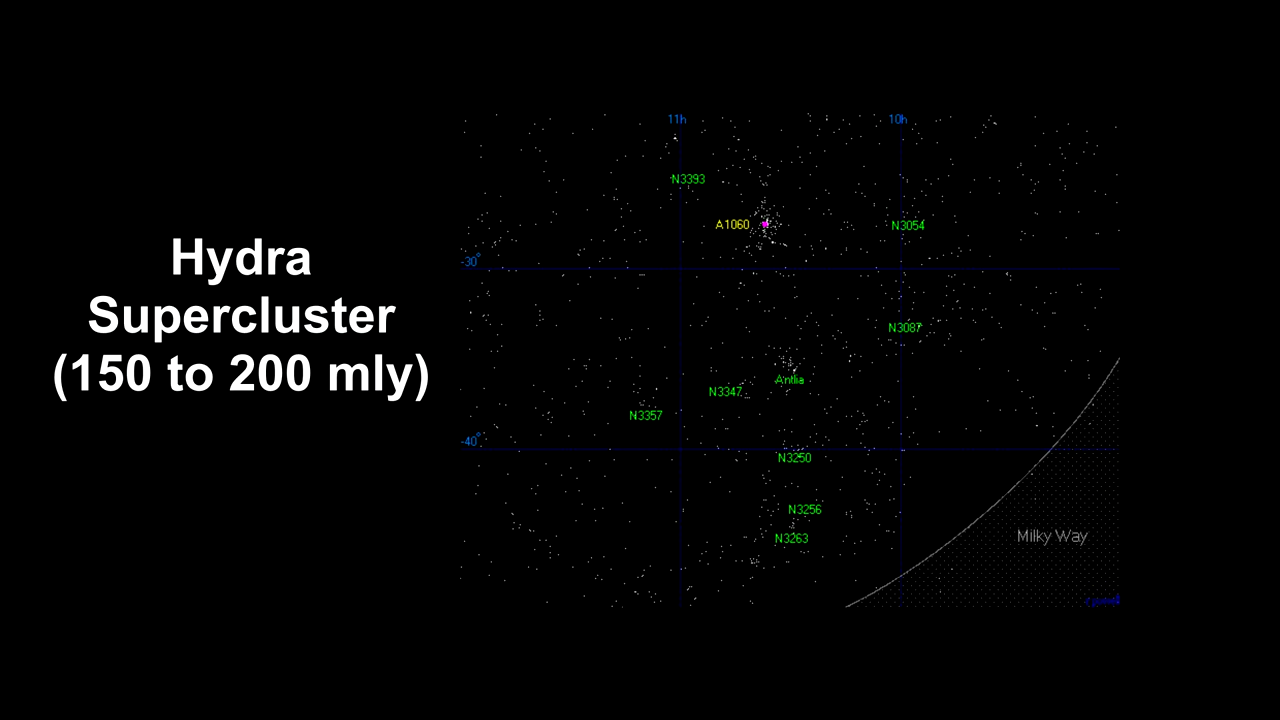 Hydra
Supercluster
(150 to 200 mly)
11h
10h
N3393
A1060
N3054
-30°
N3087
Antlia
N3347
N3357
-40°
N3250
N3256
N3263
Milky Way